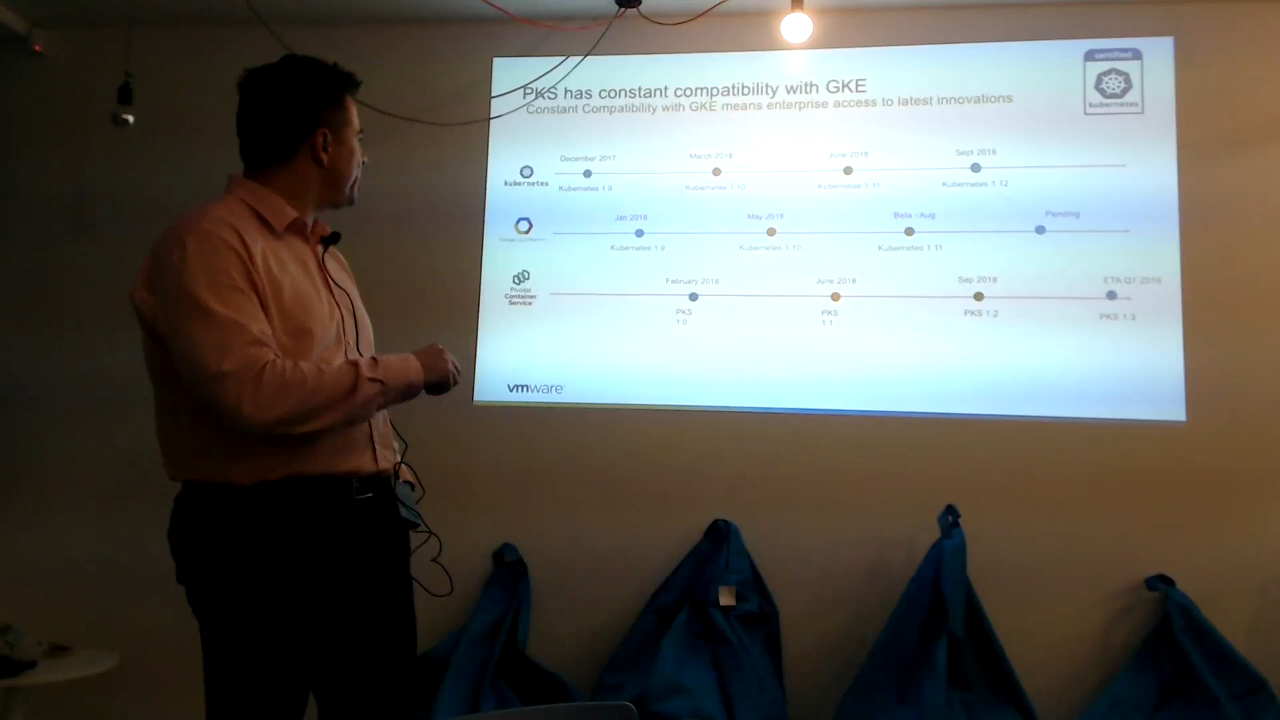 PKS has constant compatibility with GKE
Constant Compatibility with GKE means enterprise access to latest innovations
certified
kubernetes
December 2017
March 2018
June 2018
Sept 2018
kubernetes
Kubernetes 1.9
Kubernetes 1.10
Kubernetes 1.11
Kubernetes 1.12
Jan 2018
May 2018
Beta - Aug
Pending
Kubernetes 1.9
Kubernetes 1.10
Kubernetes 1.11
February 2018
June 2018
Sep 2018
ETA Q1 2019
Pivotal
Container
Service
PKS
1.0
PKS
1.1
PKS 1.2
PKS 1.3
vmware